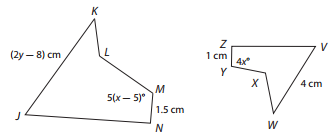 K
(2y – 8) cm
L
5(x – 5)°
M
1.5 cm
J
N
Z
V
1 cm
4x°
Y
X
4 cm
W